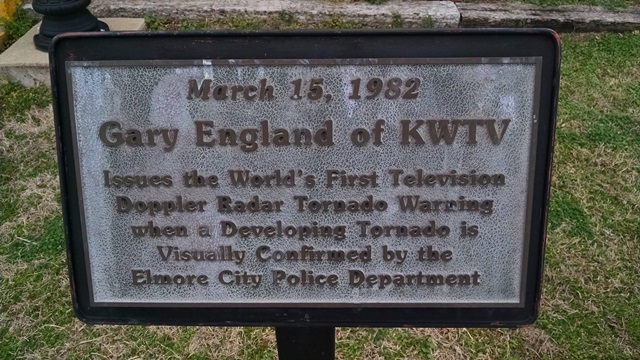 March 15, 1982
Gary England of KWTV
Issues the World's First Television
Doppler Radar Tornado Warning
when a Developing Tornado is
Visually Confirmed by the
Elmore City Police Department